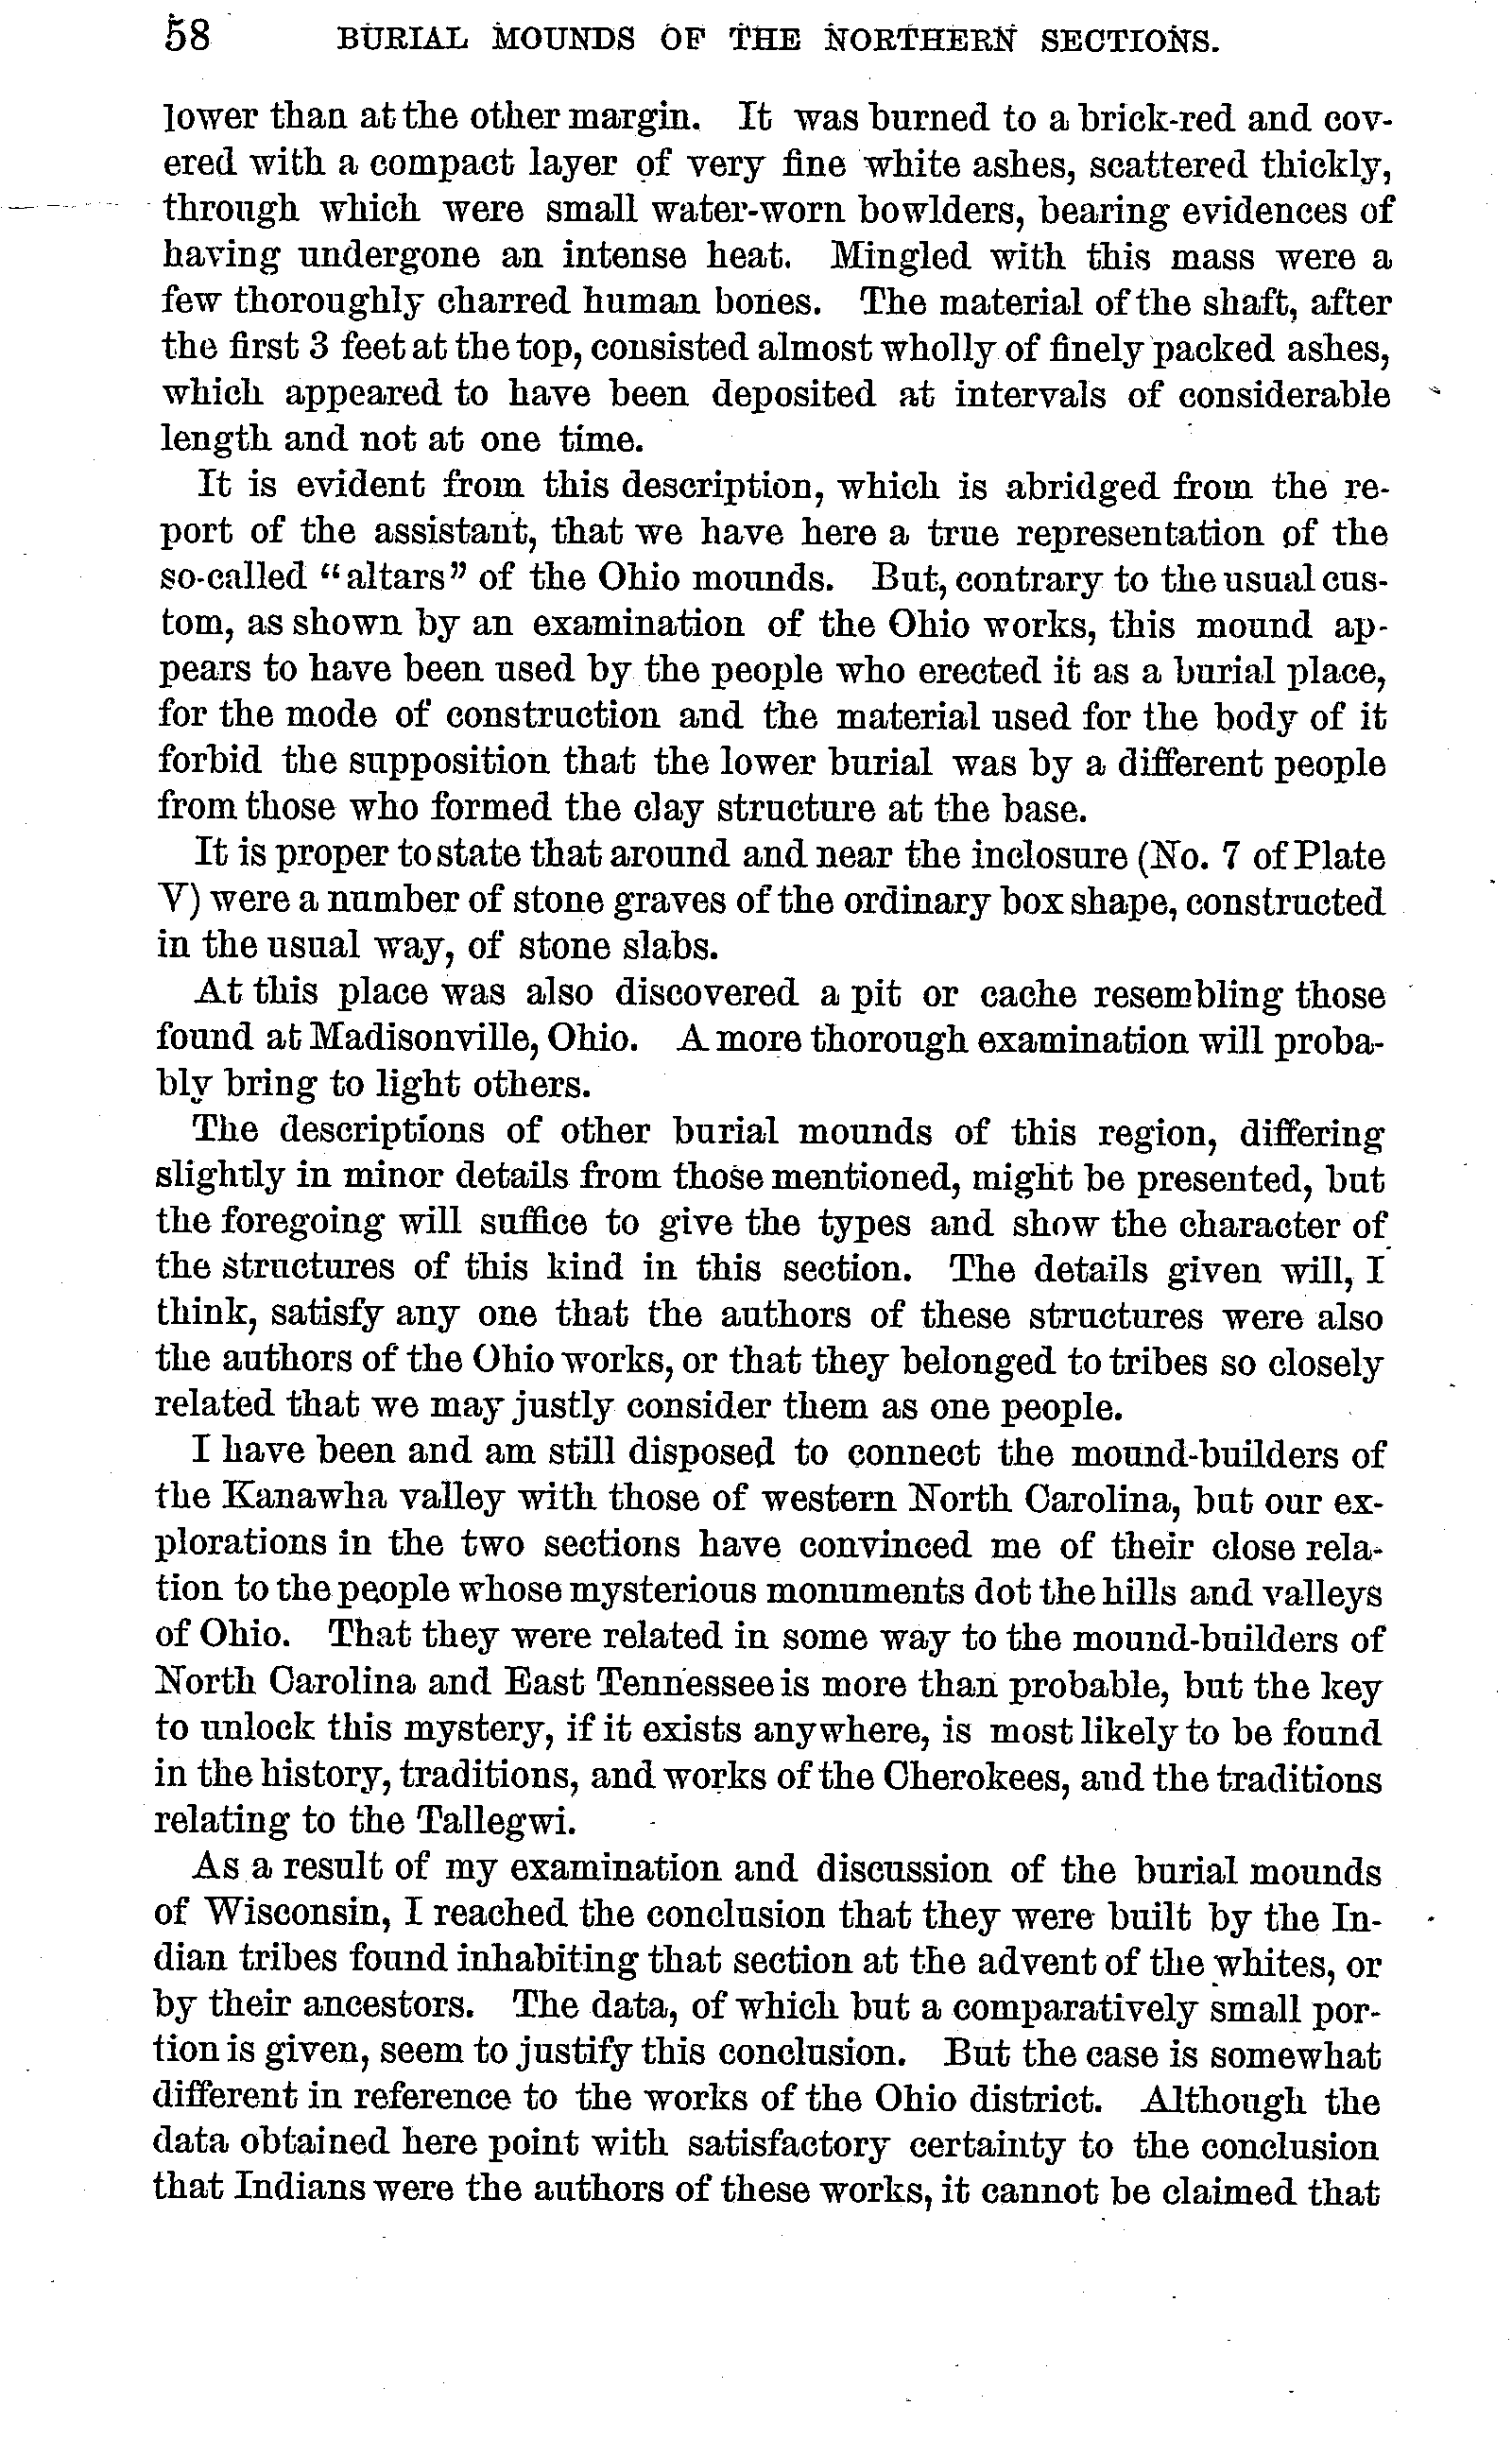 58 BURIAL MOUNDS OF THE NORTHERN SECTIONS.
lower than at the other margin. It was burned to a brick-red and cov-
ered with a compact layer of very fine white ashes, scattered thickly,
through which were small water-worn bowlders, bearing evidences of
having undergone an intense heat. Mingled with this mass were a
few thoroughly charred human bones. The material of the shaft, after
the first 3 feet at the top, consisted almost wholly of finely packed ashes,
which appeared to have been deposited at intervals of considerable
length and not at one time.
It is evident from this description, which is abridged from the re-
port of the assistant, that we have here a true representation of the
so-called "altars" of the Ohio mounds. But, contrary to the usual cus-
tom, as shown by an examination of the Ohio works, this mound ap-
pears to have been used by the people who erected it as a burial place,
for the mode of construction and the material used for the body of it
forbid the supposition that the lower burial was by a different people
from those who formed the clay structure at the base.
It is proper to state that around and near the inclosure (No. 7 of Plate
V) were a number of stone graves of the ordinary box shape, constructed
in the usual way, of stone slabs.
At this place was also discovered a pit or cache resembling those
found at Madisonville, Ohio. A more thorough examination will proba-
bly bring to light others.
The descriptions of other burial mounds of this region, differing
slightly in minor details from those mentioned, might be presented, but
the foregoing will suffice to give the types and show the character of
the structures of this kind in this section. The details given will, I
think, satisfy any one that the authors of these structures were also
the authors of the Ohio works, or that they belonged to tribes so closely
related that we may justly consider them as one people.
I have been and am still disposed to connect the mound-builders of
the Kanawha valley with those of western North Carolina, but our ex-
plorations in the two sections have convinced me of their close rela-
tion to the people whose mysterious monuments dot the hills and valleys
of Ohio. That they were related in some way to the mound-builders of
North Carolina and East Tennessee is more than probable, but the key
to unlock this mystery, if it exists anywhere, is most likely to be found
in the history, traditions, and works of the Cherokees, and the traditions
relating to the Tallegwi.
As a result of my examination and discussion of the burial mounds
of Wisconsin, I reached the conclusion that they were built by the In-
dian tribes found inhabiting that section at the advent of the whites, or
by their ancestors. The data, of which but a comparatively small por-
tion is given, seem to justify this conclusion. But the case is somewhat
different in reference to the works of the Ohio district. Although the
data obtained here point with satisfactory certainty to the conclusion
that Indians were the authors of these works, it cannot be claimed that